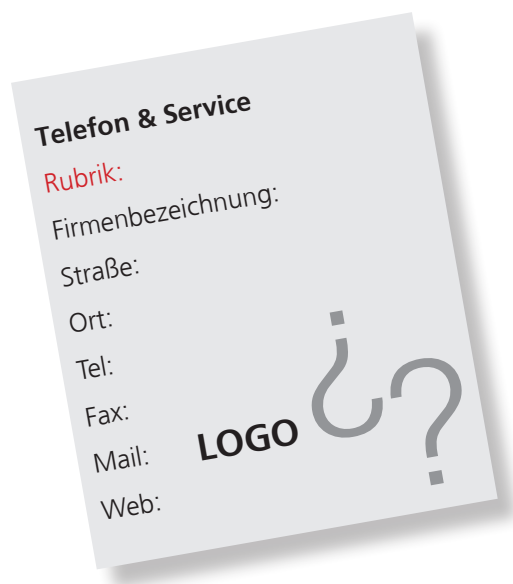 Telefon & Service
Rubrik:
Firmenbezeichnung:
Straße:
Ort:
Tel:
Fax:
Mail:
LOGO
Web:
¿?